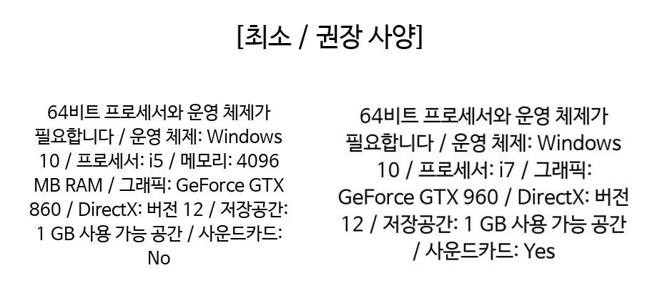 [최소 / 권장 사양]
64비트 프로세서와 운영 체제가
필요합니다 / 운영 체제: Windows
10 / 프로세서: i5 / 메모리: 4096
MB RAM / 그래픽: GeForce GTX
860 / DirectX: 버전 12 / 저장공간:
1 GB 사용 가능 공간 / 사운드카드:
No
64비트 프로세서와 운영 체제가
필요합니다 / 운영 체제: Windows
10 / 프로세서: i7 / 그래픽:
GeForce GTX 960 / DirectX: 버전
12 / 저장공간: 1 GB 사용 가능 공간
/ 사운드카드: Yes